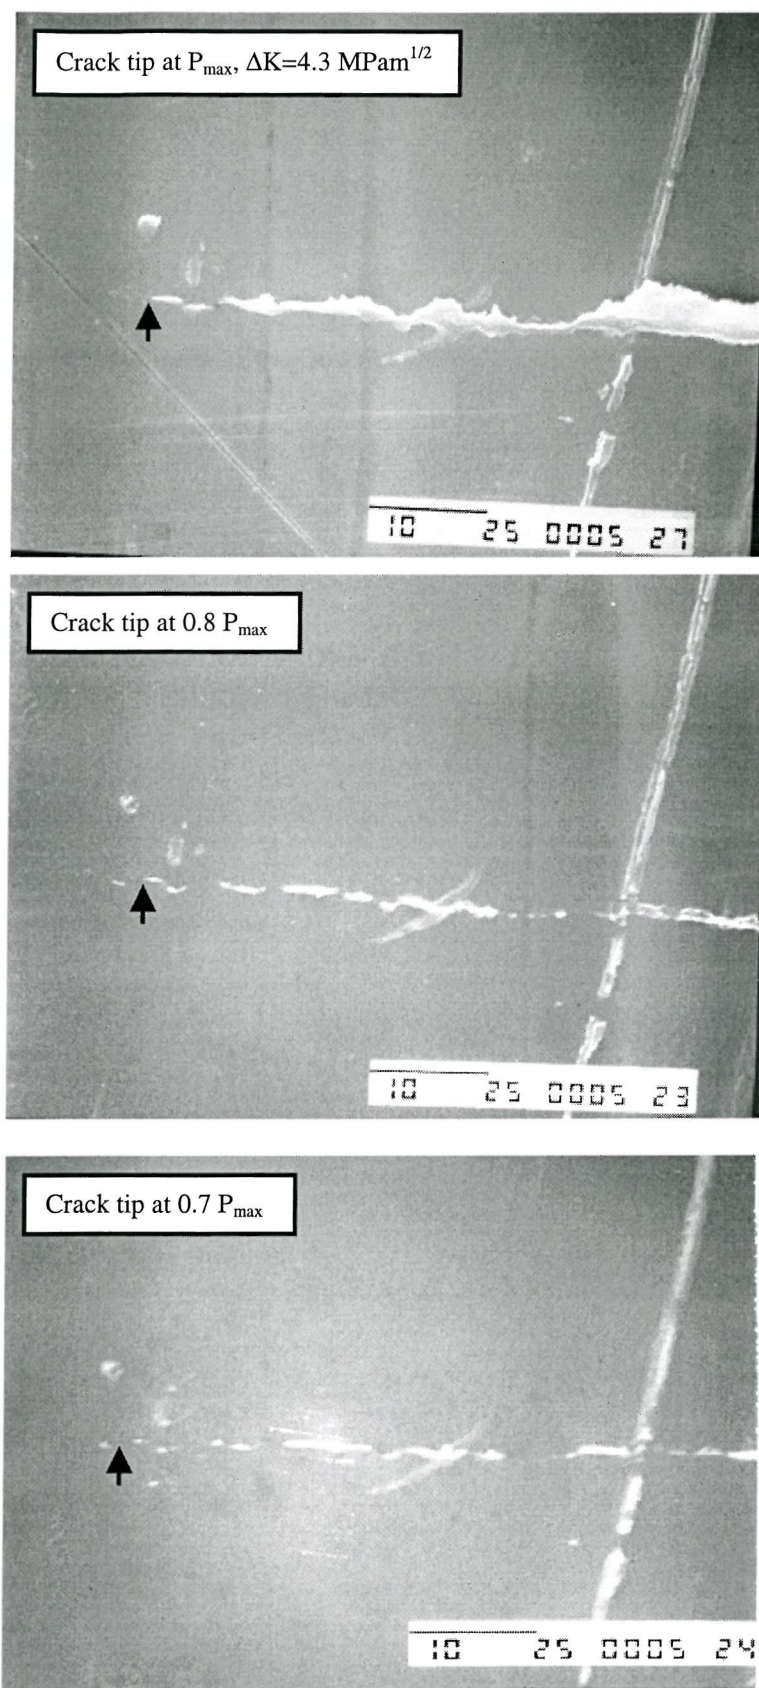 Crack tip at Pmax, ΔK=4.3 MPam1/2
10 25 0005 27
Crack tip at 0.8 Pmax
10 25 0005 23
Crack tip at 0.7 Pmax
10 25 0005 24